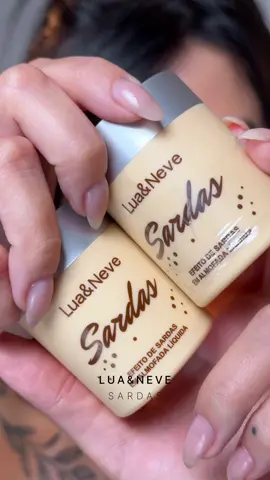 Lua&Neve
Sardas
EFEITO DE SARDAS
EM ALMOFADA LÍQUIDA
Lua&Neve
Sardas
EFEITO DE SARDAS
EM ALMOFADA LÍQUIDA
LUA&NEVE
SARDAS